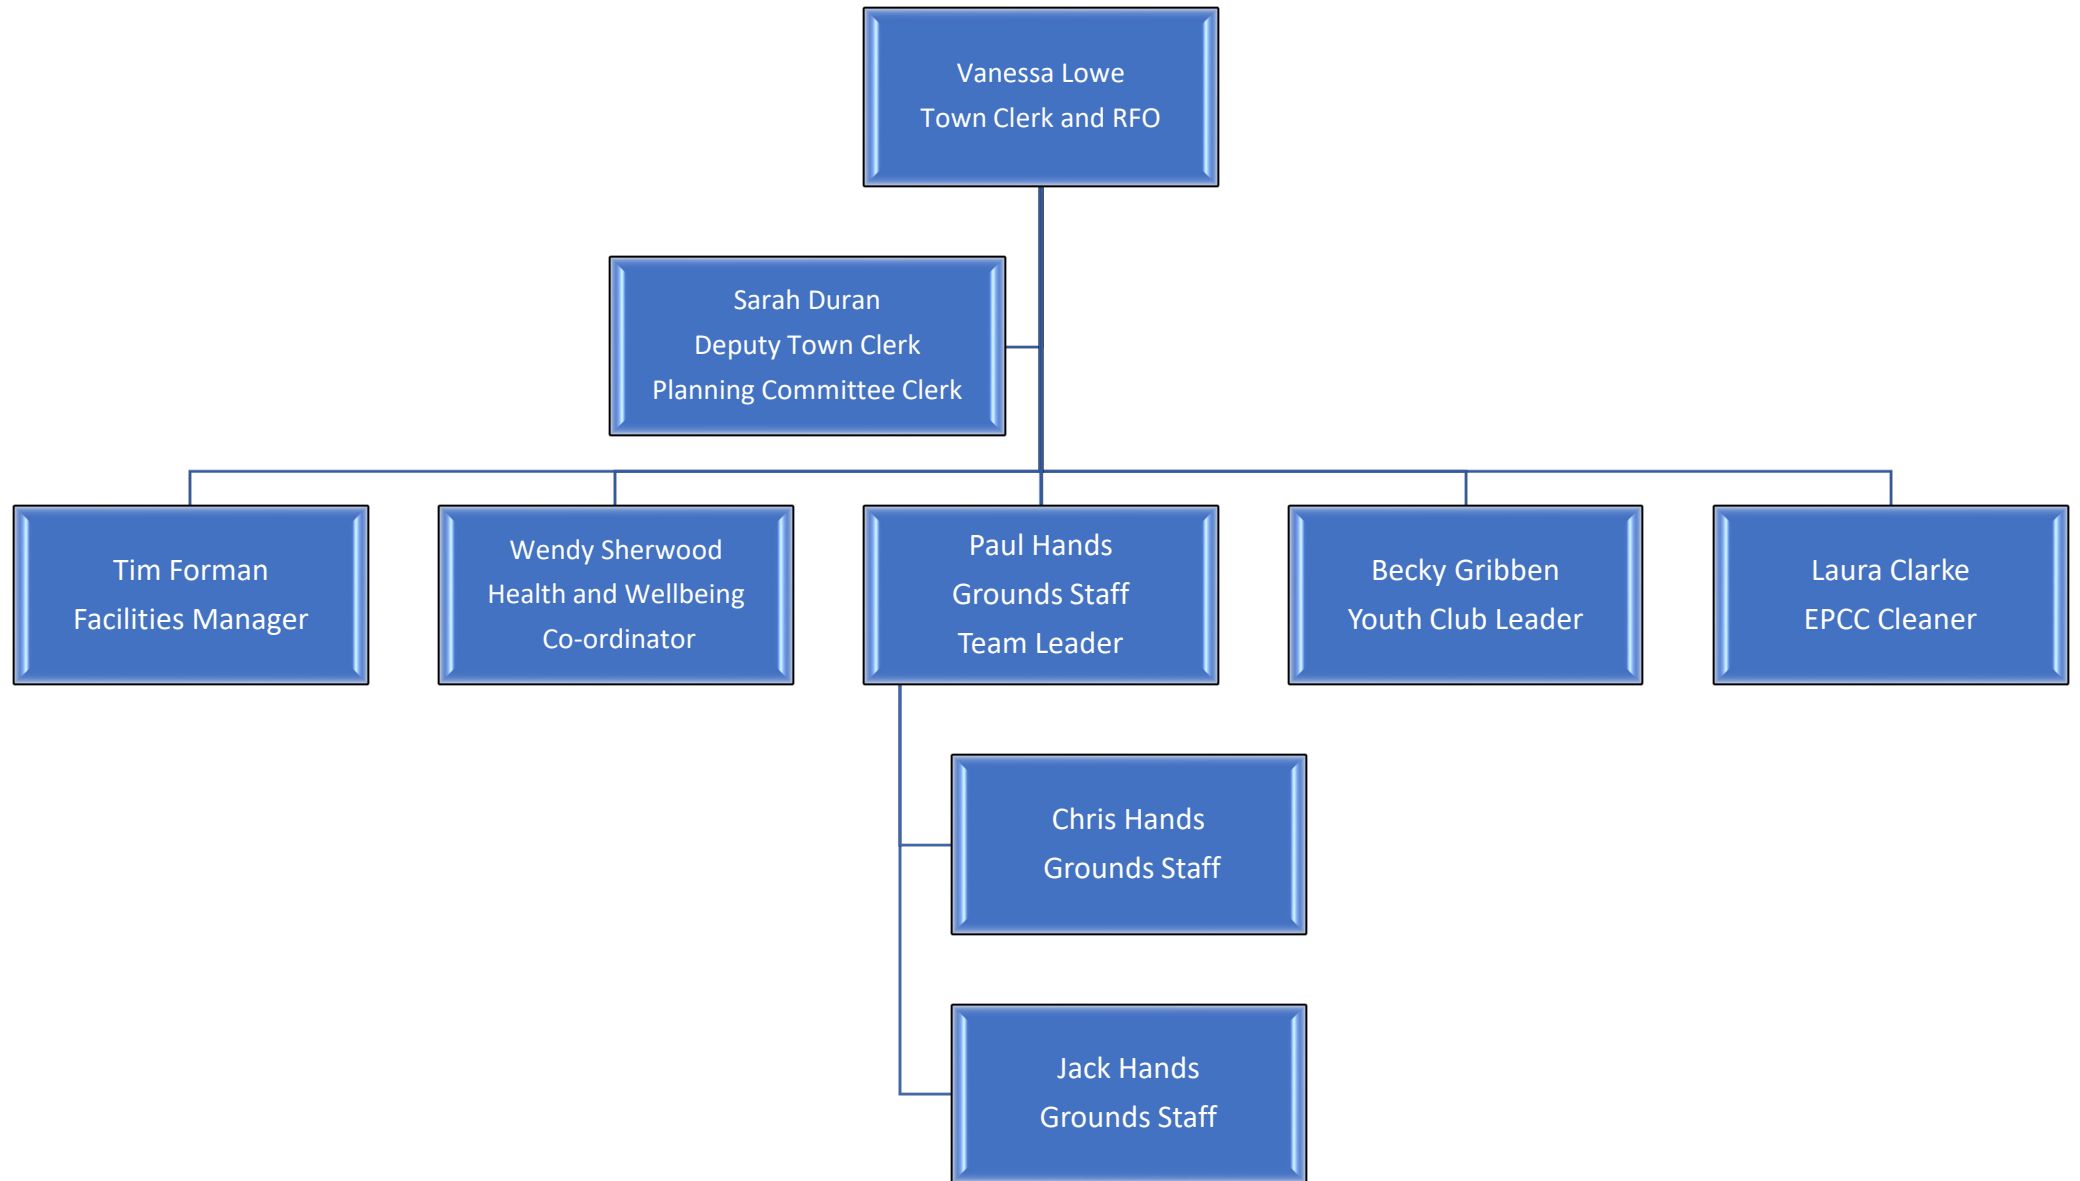 Vanessa Lowe
Town Clerk and RFO
Sarah Duran
Deputy Town Clerk
Planning Committee Clerk
Tim Forman
Facilities Manager
Wendy Sherwood
Health and Wellbeing
Co-ordinator
Paul Hands
Grounds Staff
Team Leader
Becky Gribben
Youth Club Leader
Laura Clarke
EPCC Cleaner
Chris Hands
Grounds Staff
Jack Hands
Grounds Staff